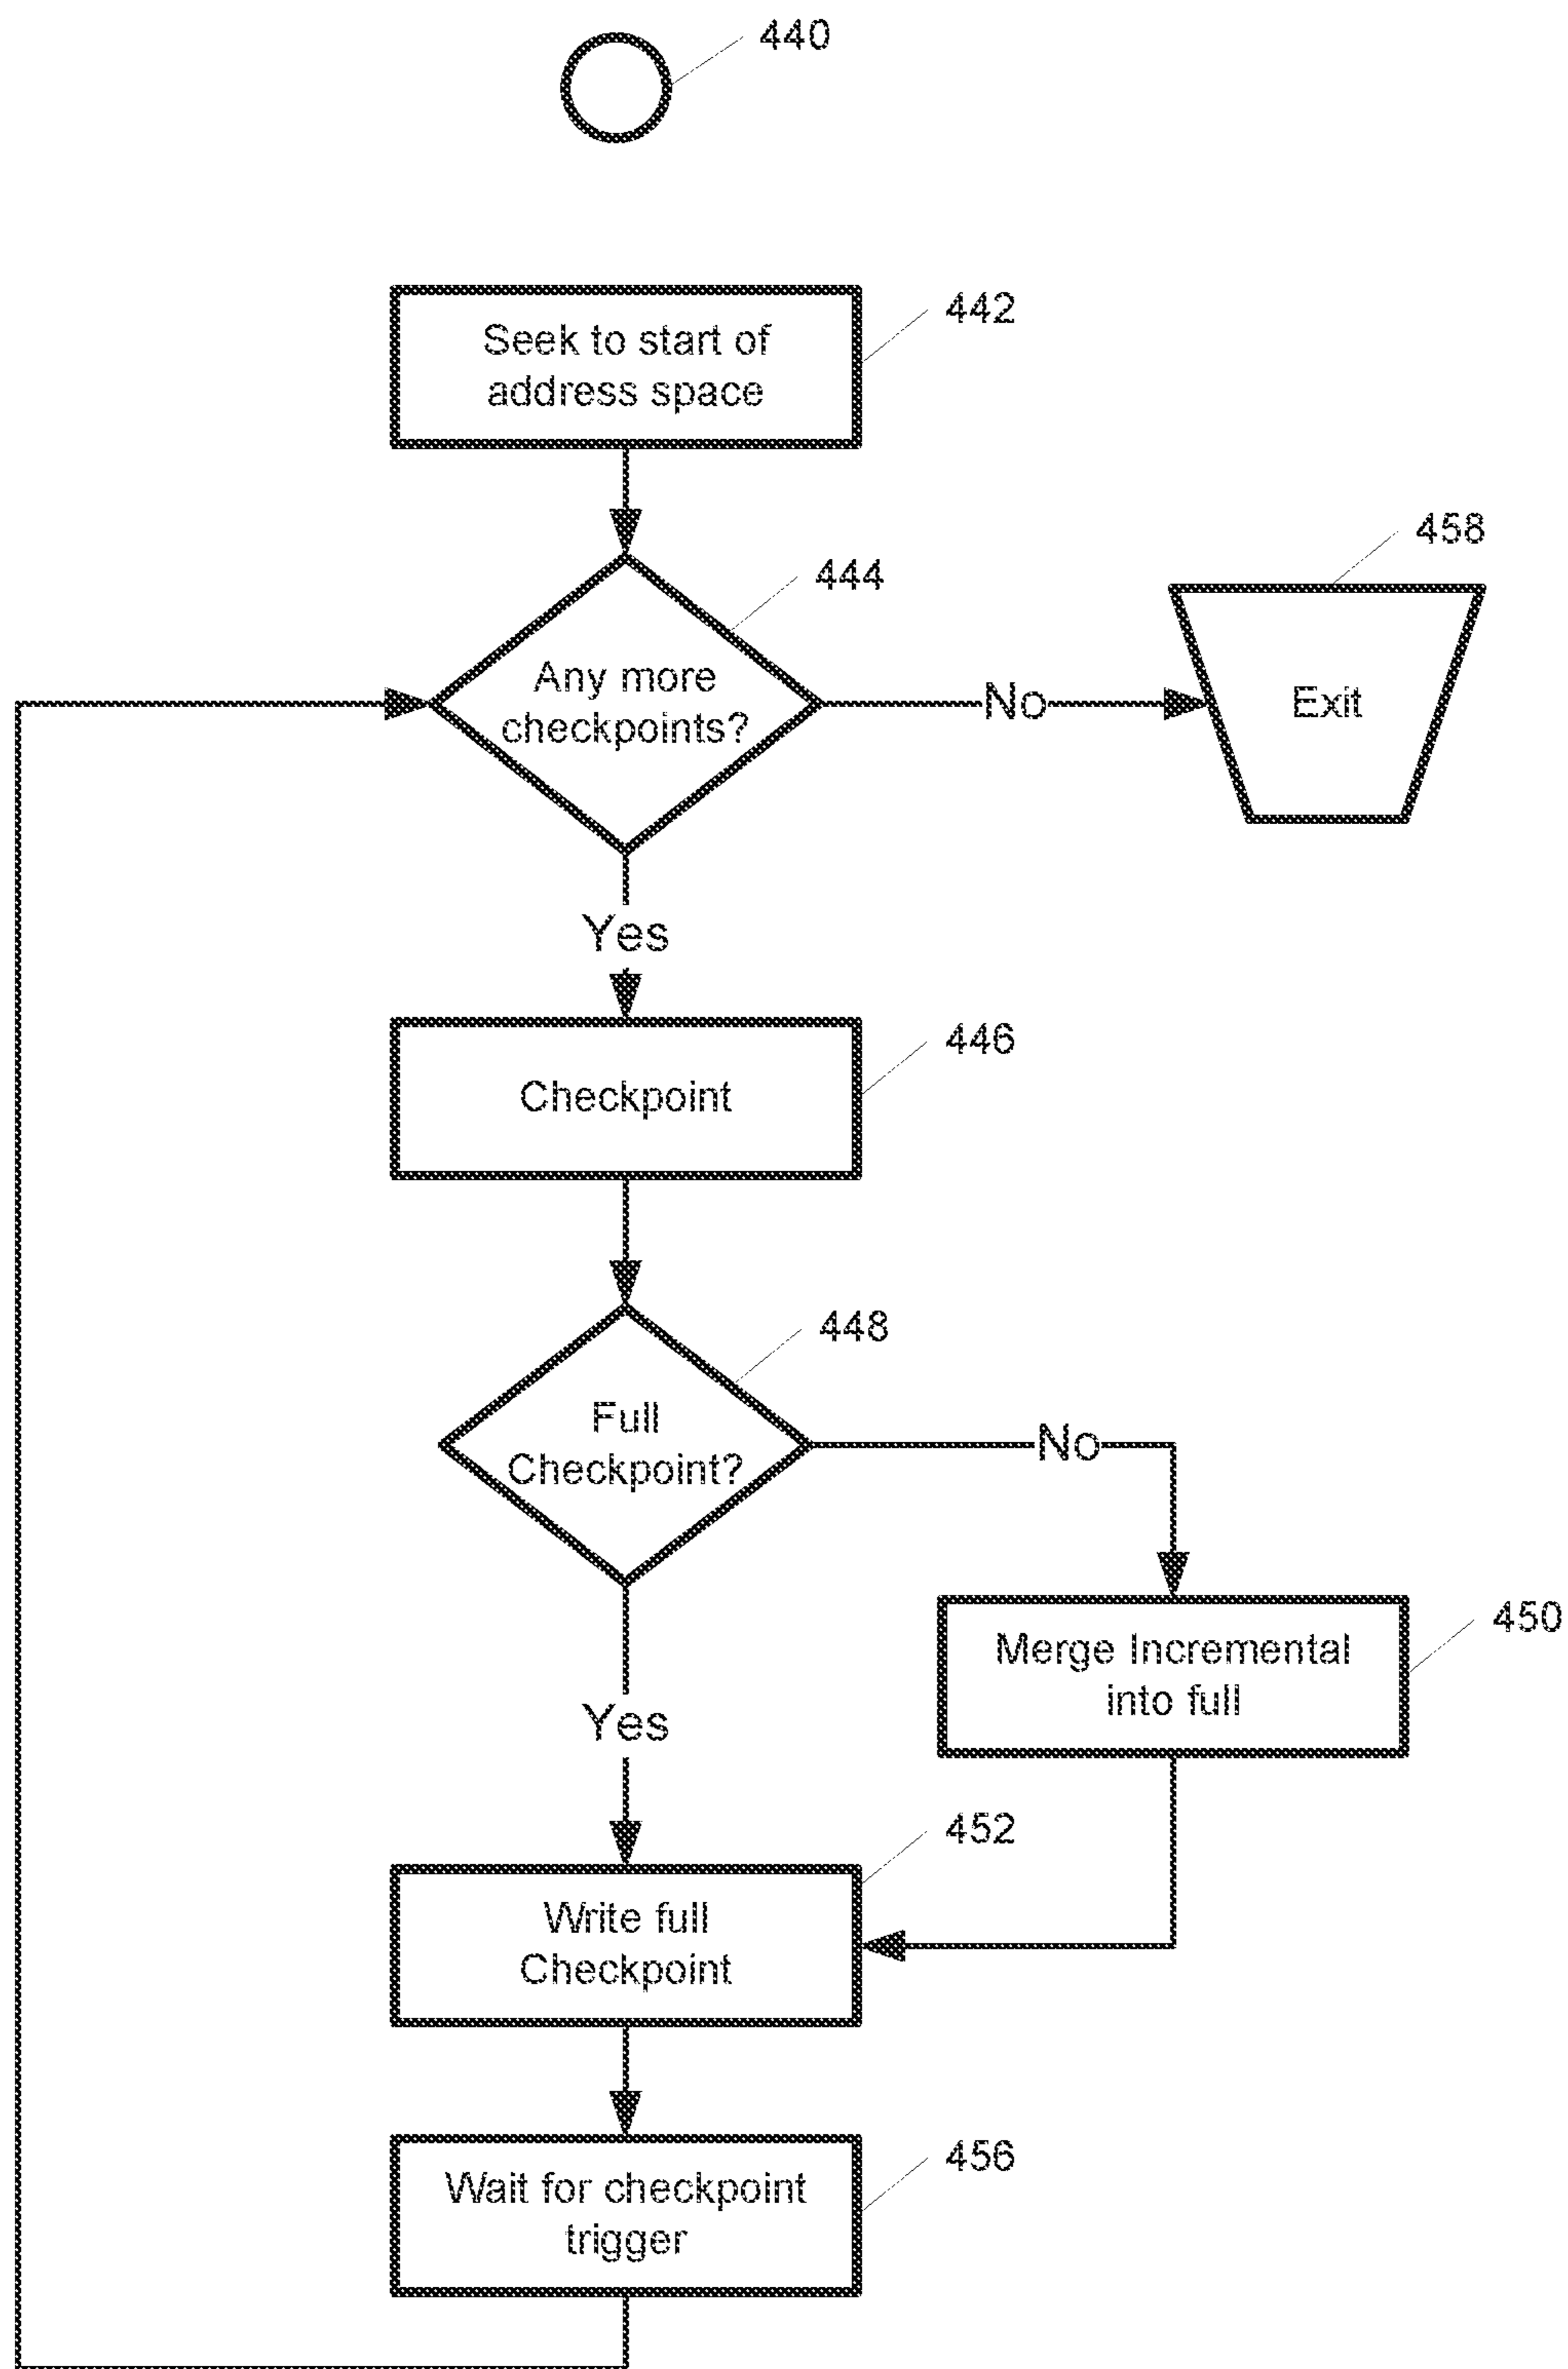 440
Seek to start of
address space
442
444
Any more
checkpoints?
No
458
Exit
Yes
446
Checkpoint
448
Full
Checkpoint?
No
450
Merge Incremental
into full
Yes
452
Write full
Checkpoint
456
Wait for checkpoint
trigger